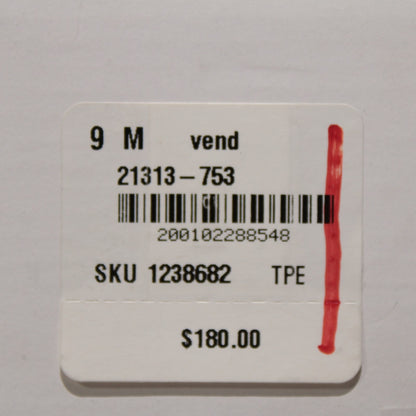 9 M vend
21313-753
200102288548
SKU 1238682 TPE
$180.00